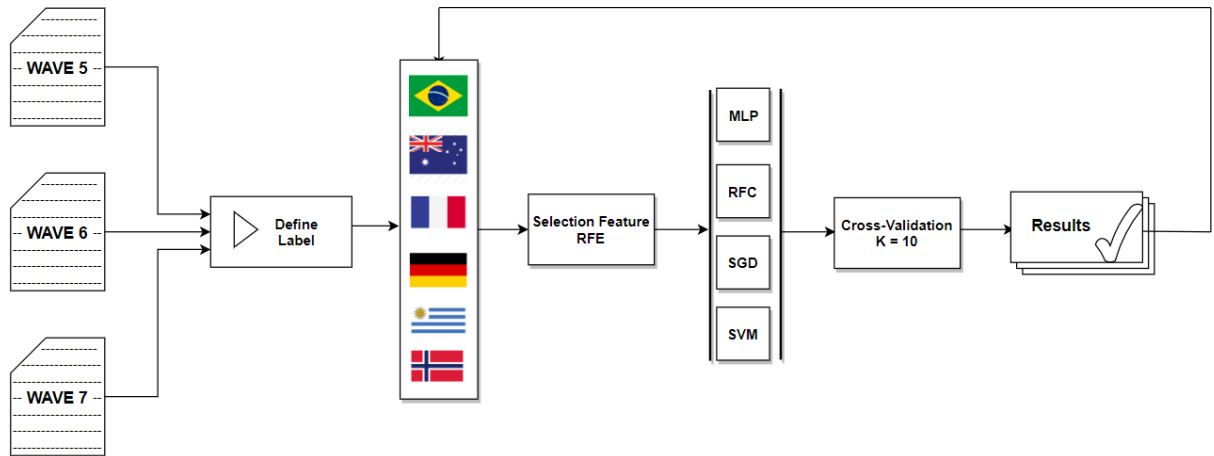 WAVE 5
WAVE 6
WAVE 7
Define
Label
Selection Feature
RFE
MLP
RFC
SGD
SVM
Cross-Validation
K = 10
Results